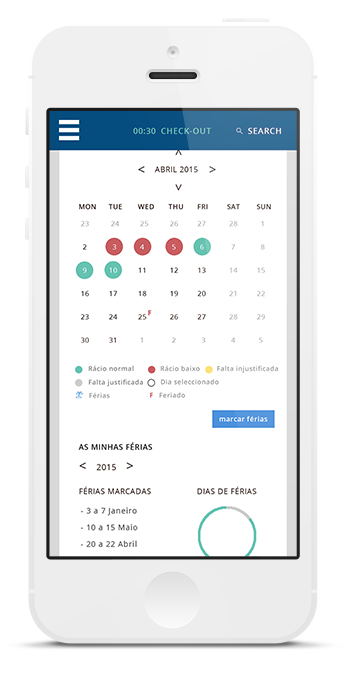 00:30 CHECK-OUT SEARCH
< APRIL 2015 >
MON TUE WED THU FRI SAT SUN
23 24 25 26 27 28 1
2 3 4 5 6 7 8
9 10 11 12 13 14 15
16 17 18 19 20 21 22
23 24 25 F 26 27 28 29
30 31 1 2 3 4 5
Rácio normal Rácio baixo Falta injustificada
Falta justificada Dia seleccionado
Férias F Feriado
marcar férias
AS MINHAS FÉRIAS
< 2015 >
FÉRIAS MARCADAS DIAS DE FÉRIAS
- 3 a 7 Janeiro
- 10 a 15 Maio
- 20 a 22 Abril